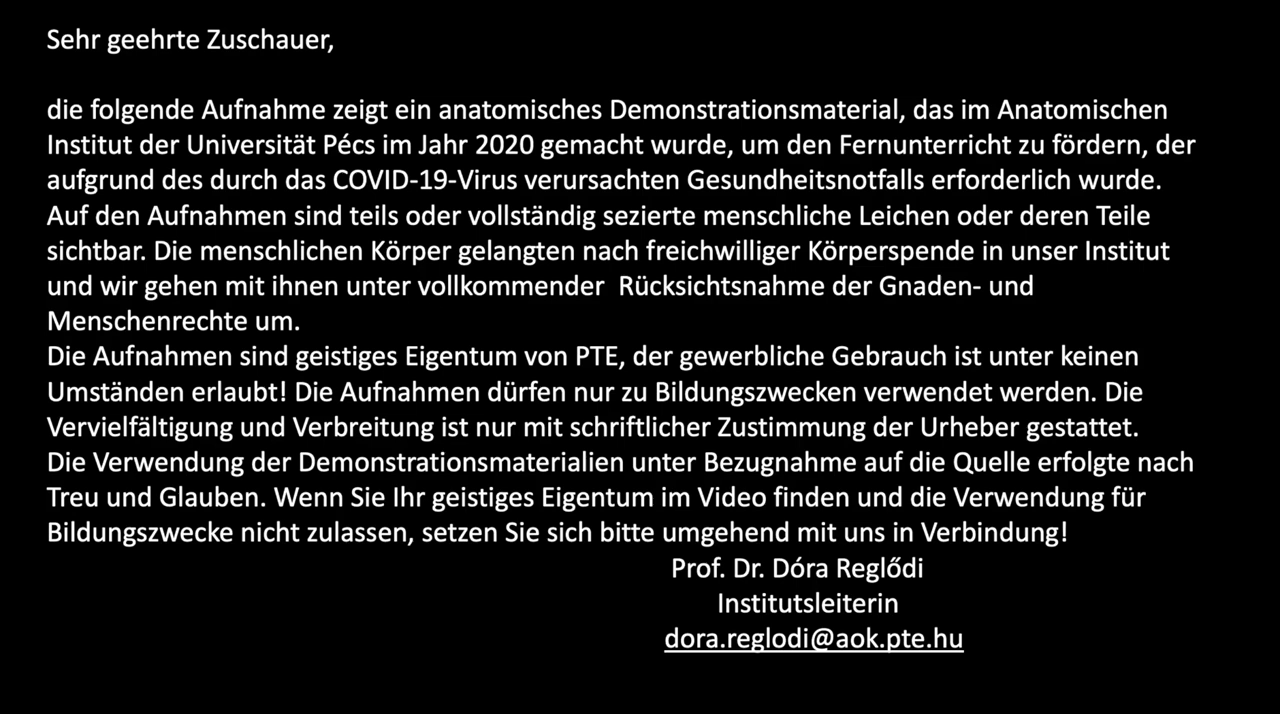 Sehr geehrte Zuschauer,
die folgende Aufnahme zeigt ein anatomisches Demonstrationsmaterial, das im Anatomischen
Institut der Universität Pécs im Jahr 2020 gemacht wurde, um den Fernunterricht zu fördern, der
aufgrund des durch das COVID-19-Virus verursachten Gesundheitsnotfalls erforderlich wurde.
Auf den Aufnahmen sind teils oder vollständig sezierte menschliche Leichen oder deren Teile
sichtbar. Die menschlichen Körper gelangten nach freichwilliger Körperspende in unser Institut
und wir gehen mit ihnen unter vollkommender  Rücksichtsnahme der Gnaden- und
Menschenrechte um.
Die Aufnahmen sind geistiges Eigentum von PTE, der gewerbliche Gebrauch ist unter keinen
Umständen erlaubt! Die Aufnahmen dürfen nur zu Bildungszwecken verwendet werden. Die
Vervielfältigung und Verbreitung ist nur mit schriftlicher Zustimmung der Urheber gestattet.
Die Verwendung der Demonstrationsmaterialien unter Bezugnahme auf die Quelle erfolgte nach
Treu und Glauben. Wenn Sie Ihr geistiges Eigentum im Video finden und die Verwendung für
Bildungszwecke nicht zulassen, setzen Sie sich bitte umgehend mit uns in Verbindung!
Prof. Dr. Dóra Reglődi
Institutsleiterin
dora.reglodi@aok.pte.hu